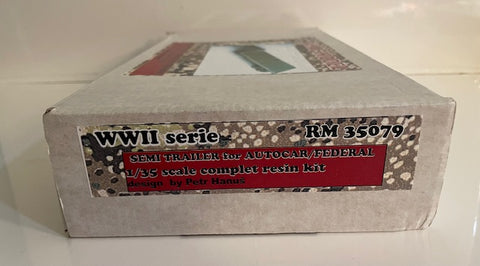 WWII serie RM 35079
SEMI TRAILER for AUTOCAR/FEDERAL
1/35 scale complet resin kit
design by Petr Hanus